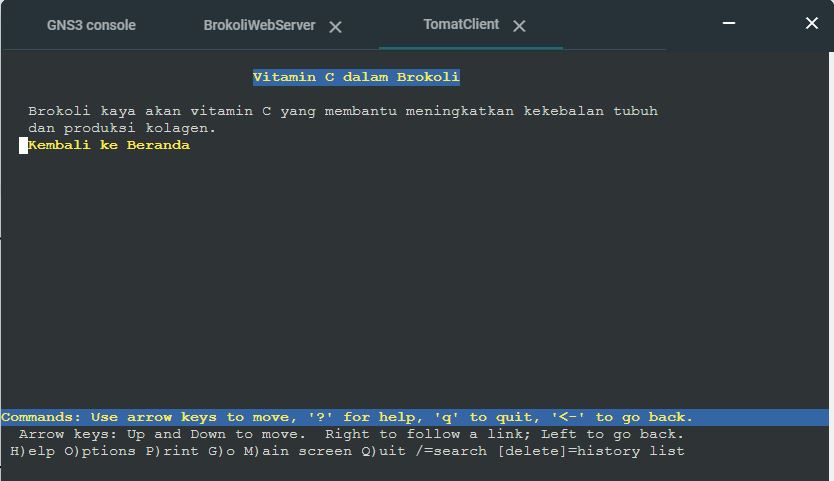 GNS3 console BrokoliWebServer TomatClient
Vitamin C dalam Brokoli
Brokoli kaya akan vitamin C yang membantu meningkatkan kekebalan tubuh
dan produksi kolagen.
Kembali ke Beranda
Commands: Use arrow keys to move, '?' for help, 'q' to quit, '<-' to go back.
Arrow keys: Up and Down to move.  Right to follow a link; Left to go back.
H)elp O)ptions P)rint G)o M)ain screen Q)uit /=search [delete]=history list